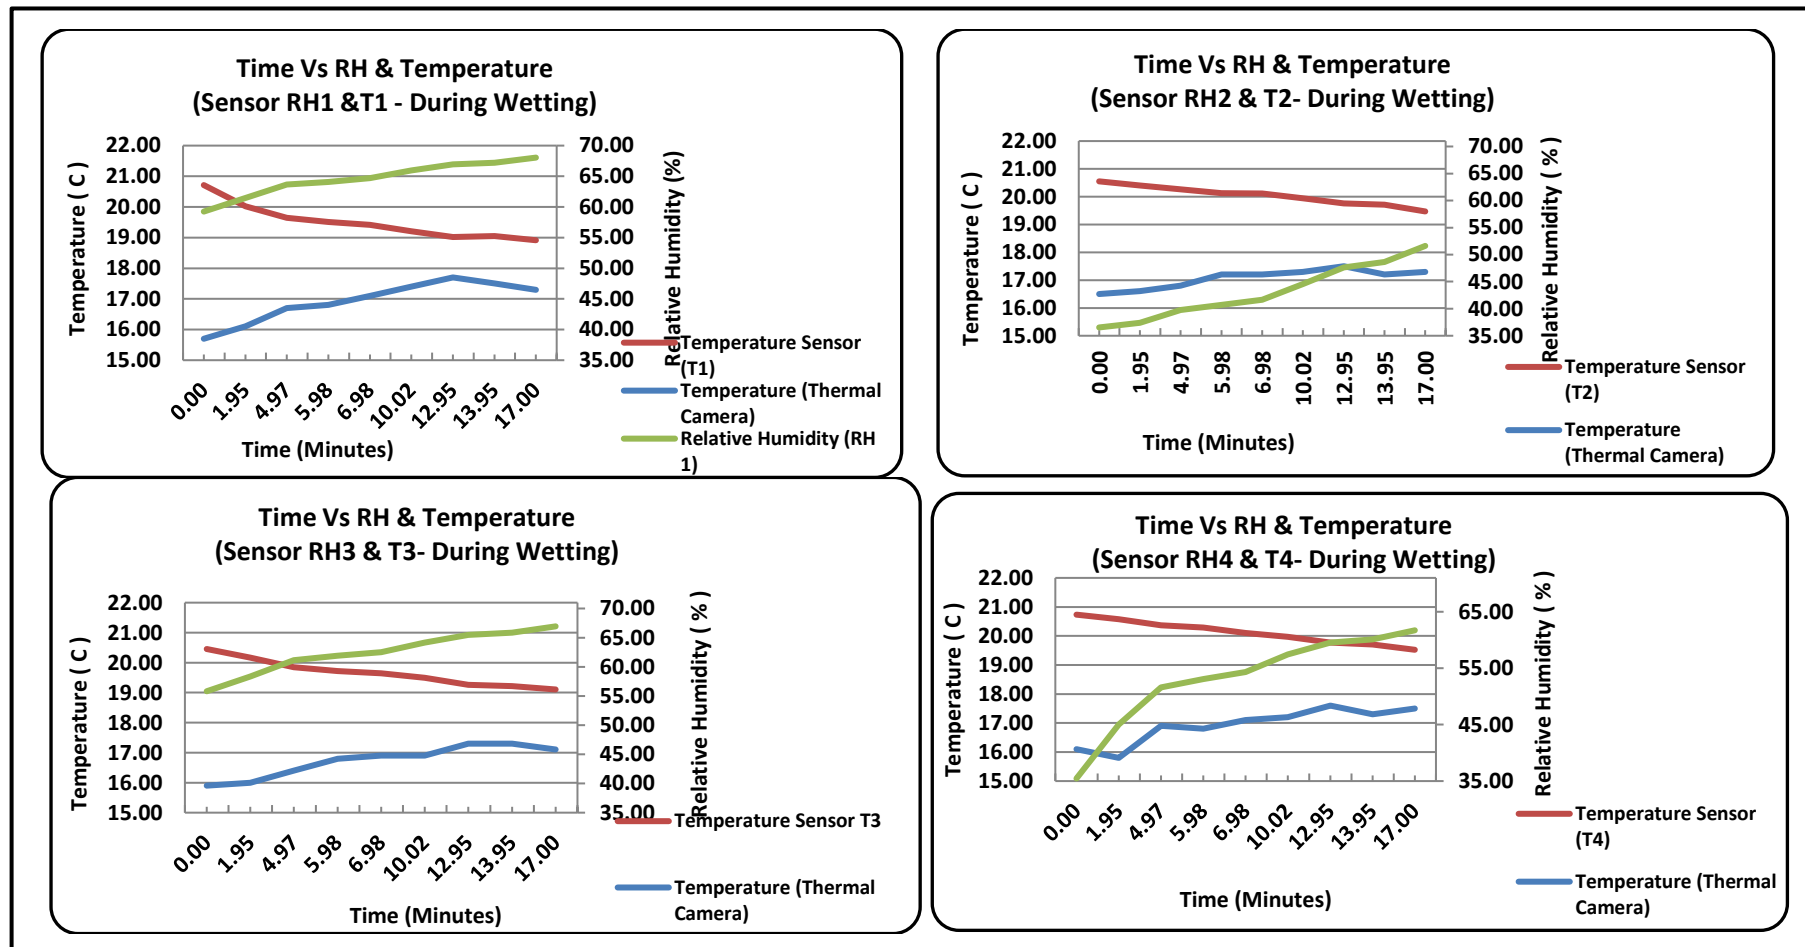 Time Vs RH & Temperature
(Sensor RH1 &T1 - During Wetting)
Temperature ( C )
22.00
21.00
20.00
19.00
18.00
17.00
16.00
15.00
70.00
65.00
60.00
55.00
50.00
45.00
40.00
35.00
Relative Humidity (%)
0.00
1.95
4.97
5.98
6.98
10.02
12.95
13.95
17.00
Time (Minutes)
Temperature Sensor
(T1)
Temperature (Thermal
Camera)
Relative Humidity (RH
1)
Time Vs RH & Temperature
(Sensor RH2 & T2- During Wetting)
Temperature ( C )
22.00
21.00
20.00
19.00
18.00
17.00
16.00
15.00
70.00
65.00
60.00
55.00
50.00
45.00
40.00
35.00
Relative Humidity ( % )
0.00
1.95
4.97
5.98
6.98
10.02
12.95
13.95
17.00
Time (Minutes)
Temperature Sensor
(T2)
Temperature
(Thermal Camera)
Time Vs RH & Temperature
(Sensor RH3 & T3- During Wetting)
Temperature ( C )
22.00
21.00
20.00
19.00
18.00
17.00
16.00
15.00
70.00
65.00
60.00
55.00
50.00
45.00
40.00
35.00
Relative Humidity ( % )
0.00
1.95
4.97
5.98
6.98
10.02
12.95
13.95
17.00
Time (Minutes)
Temperature Sensor T3
Temperature (Thermal
Camera)
Time Vs RH & Temperature
(Sensor RH4 & T4- During Wetting)
Temperature ( C )
22.00
21.00
20.00
19.00
18.00
17.00
16.00
15.00
65.00
55.00
45.00
35.00
Relative Humidity ( % )
0.00
1.95
4.97
5.98
6.98
10.02
12.95
13.95
17.00
Time (Minutes)
Temperature Sensor
(T4)
Temperature (Thermal
Camera)